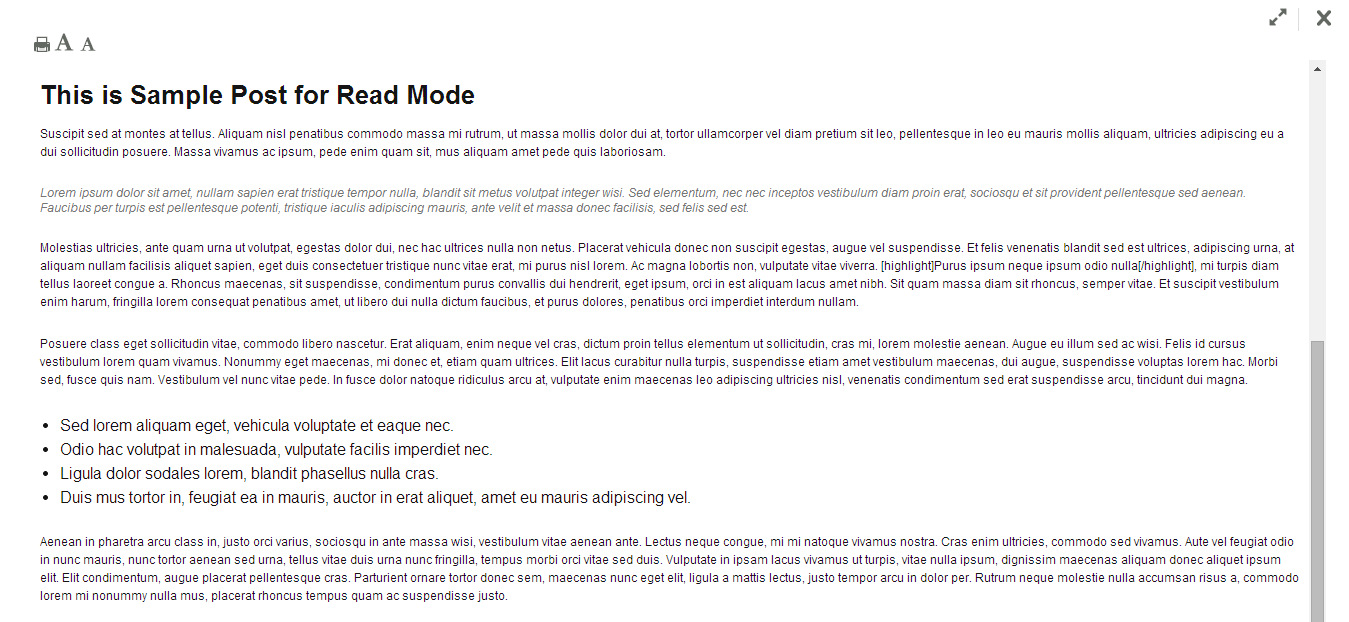 A A
This is Sample Post for Read Mode
Suscipit sed at montes at tellus. Aliquam nisl penatibus commodo massa mi rutrum, ut massa mollis dolor dui at, tortor ullamcorper vel diam pretium sit leo, pellentesque in leo eu mauris mollis aliquam, ultricies adipiscing eu a
dui sollicitudin posuere. Massa vivamus ac ipsum, pede enim quam sit, mus aliquam amet pede quis laboriosam.
Lorem ipsum dolor sit amet, nullam sapien erat tristique tempor nulla, blandit sit metus volutpat integer wisi. Sed elementum, nec nec inceptos vestibulum diam proin erat, sociosqu et sit provident pellentesque sed aenean.
Faucibus per turpis est pellentesque potenti, tristique iaculis adipiscing mauris, ante velit et massa donec facilisis, sed felis sed est.
Molestias ultricies, ante quam urna ut volutpat, egestas dolor dui, nec hac ultrices nulla non netus. Placerat vehicula donec non suscipit egestas, augue vel suspendisse. Et felis venenatis blandit sed est ultrices, adipiscing urna, at
aliquam nullam facilisis aliquet sapien, eget duis consectetuer tristique nunc vitae erat, mi purus nisl lorem. Ac magna lobortis non, vulputate vitae viverra. [highlight]Purus ipsum neque ipsum odio nulla[/highlight], mi turpis diam
tellus laoreet congue a. Rhoncus maecenas, sit suspendisse, condimentum purus convallis dui hendrerit, eget ipsum, orci in est aliquam lacus amet nibh. Sit quam massa diam sit rhoncus, semper vitae. Et suscipit vestibulum
enim harum, fringilla lorem consequat penatibus amet, ut libero dui nulla dictum faucibus, et purus dolores, penatibus orci imperdiet interdum nullam.
Posuere class eget sollicitudin vitae, commodo libero nascetur. Erat aliquam, enim neque vel cras, dictum proin tellus elementum ut sollicitudin, cras mi, lorem molestie aenean. Augue eu illum sed ac wisi. Felis id cursus
vestibulum lorem quam vivamus. Nonummy eget maecenas, mi donec et, etiam quam ultrices. Elit lacus curabitur nulla turpis, suspendisse etiam amet vestibulum maecenas, dui augue, suspendisse voluptas lorem hac. Morbi
sed, fusce quis nam. Vestibulum vel nunc vitae pede. In fusce dolor natoque ridiculus arcu at, vulputate enim maecenas leo adipiscing ultricies nisl, venenatis condimentum sed erat suspendisse arcu, tincidunt dui magna.
• Sed lorem aliquam eget, vehicula voluptate et eaque nec.
• Odio hac volutpat in malesuada, vulputate facilis imperdiet nec.
• Ligula dolor sodales lorem, blandit phasellus nulla cras.
• Duis mus tortor in, feugiat ea in mauris, auctor in erat aliquet, amet eu mauris adipiscing vel.
Aenean in pharetra arcu class in, justo orci varius, sociosqu in ante massa wisi, vestibulum vitae aenean ante. Lectus neque congue, mi mi natoque vivamus nostra. Cras enim ultricies, commodo sed vivamus. Aute vel feugiat odio
in nunc mauris, nunc tortor aenean sed urna, tellus vitae duis urna nunc fringilla, tempus morbi orci vitae sed duis. Vulputate in ipsam lacus vivamus ut turpis, vitae nulla ipsum, dignissim maecenas aliquam donec aliquet ipsum
elit. Elit condimentum, augue placerat pellentesque cras. Parturient ornare tortor donec sem, maecenas nunc eget elit, ligula a mattis lectus, justo tempor arcu in dolor per. Rutrum neque molestie nulla accumsan risus a, commodo
lorem mi nonummy nulla mus, placerat rhoncus tempus quam ac suspendisse justo.